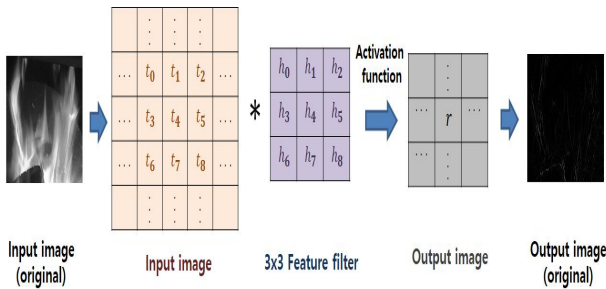 ⋮ ⋮ ⋮
... t₀ t₁ t₂ ...
... t₃ t₄ t₅ ...
... t₆ t₇ t₈ ...
⋮ ⋮ ⋮
*
h₀ h₁ h₂
h₃ h₄ h₅
h₆ h₇ h₈
Activation
function
⋮
... r ...
... ⋮
Input image
(original)
Input image
3x3 Feature filter
Output image
Output image
(original)